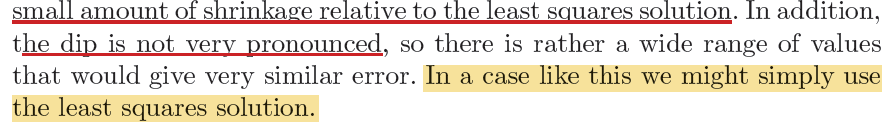 small amount of shrinkage relative to the least squares solution. In addition,
the dip is not very pronounced, so there is rather a wide range of values
that would give very similar error. In a case like this we might simply use
the least squares solution.